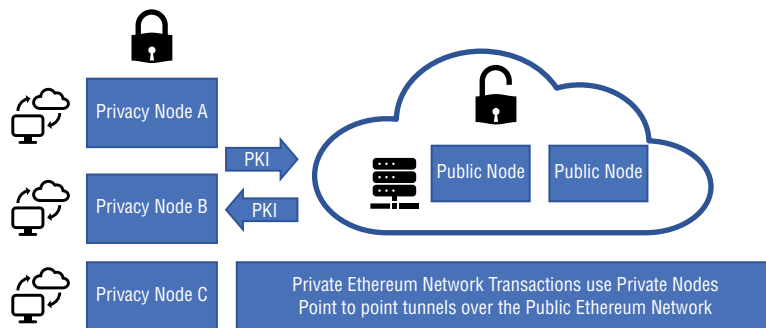 Privacy Node A
PKI
Public Node
Public Node
Privacy Node B
PKI
Privacy Node C
Private Ethereum Network Transactions use Private Nodes
Point to point tunnels over the Public Ethereum Network